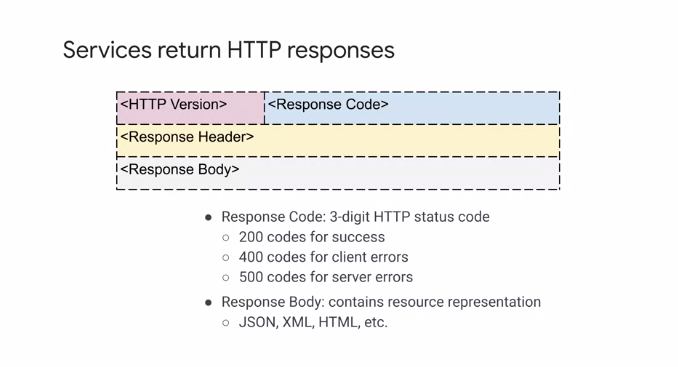 Services return HTTP responses
<HTTP Version> <Response Code>
<Response Header>
<Response Body>
● Response Code: 3-digit HTTP status code
○ 200 codes for success
○ 400 codes for client errors
○ 500 codes for server errors
● Response Body: contains resource representation
○ JSON, XML, HTML, etc.